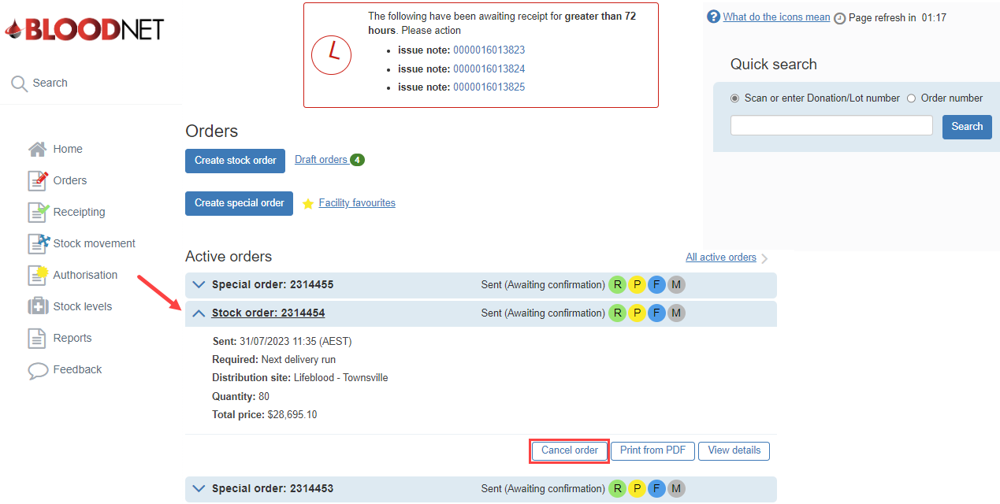 BLOODNET
Search
Home
Orders
Receipting
Stock movement
Authorisation
Stock levels
Reports
Feedback
The following have been awaiting receipt for greater than 72
hours. Please action
• issue note: 0000016013823
• issue note: 0000016013824
• issue note: 0000016013825
? What do the icons mean Page refresh in 01:17
Quick search
Scan or enter Donation/Lot number Order number
Search
Orders
Create stock order Draft orders 4
Create special order Facility favourites
Active orders All active orders
Special order: 2314455 Sent (Awaiting confirmation) R P F M
Stock order: 2314454 Sent (Awaiting confirmation) R P F M
Sent: 31/07/2023 11:35 (AEST)
Required: Next delivery run
Distribution site: Lifeblood - Townsville
Quantity: 80
Total price: $28,695.10
Cancel order Print from PDF View details
Special order: 2314453 Sent (Awaiting confirmation) R P F M